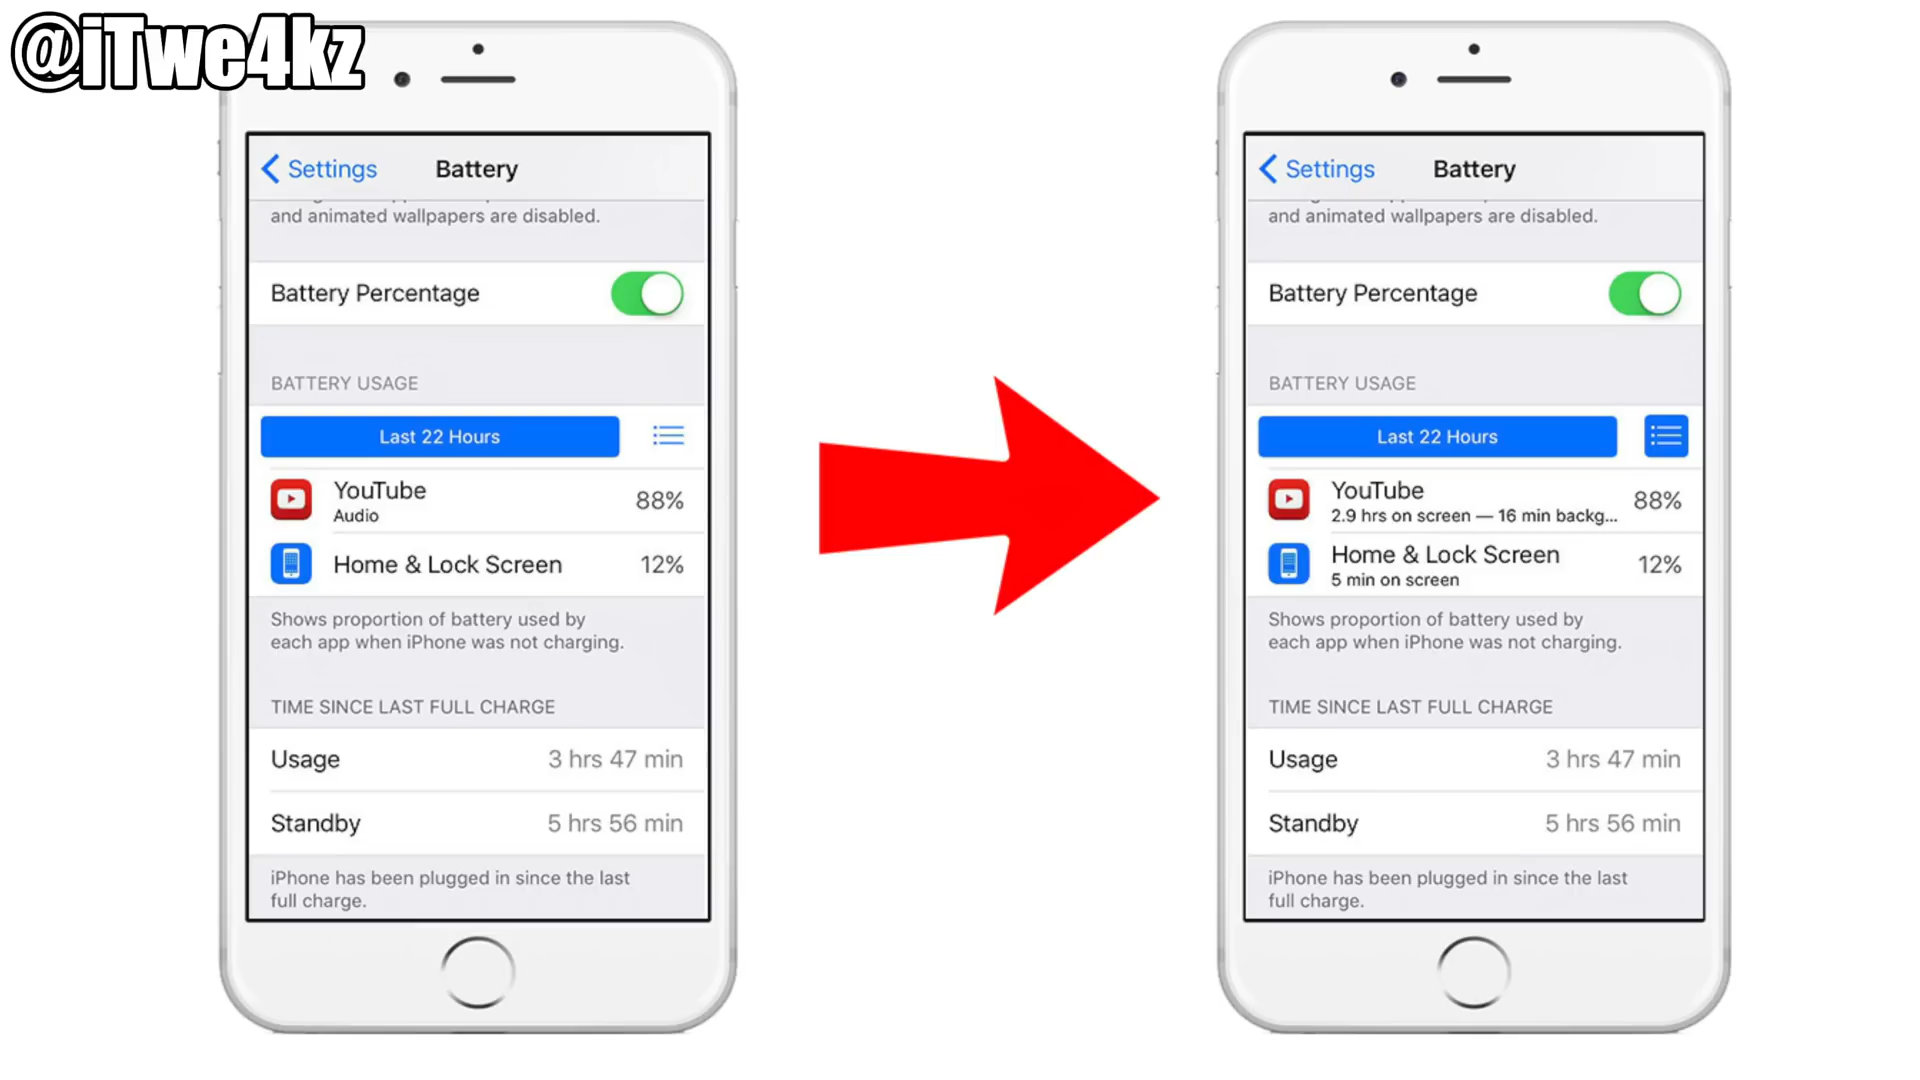 @iTwe4kz
Settings
Battery
and animated wallpapers are disabled.
Battery Percentage
BATTERY USAGE
Last 22 Hours
YouTube
Audio
88%
Home & Lock Screen
12%
Shows proportion of battery used by
each app when iPhone was not charging.
TIME SINCE LAST FULL CHARGE
Usage
3 hrs 47 min
Standby
5 hrs 56 min
iPhone has been plugged in since the last
full charge.
Settings
Battery
and animated wallpapers are disabled.
Battery Percentage
BATTERY USAGE
Last 22 Hours
YouTube
2.9 hrs on screen — 16 min backg...
88%
Home & Lock Screen
5 min on screen
12%
Shows proportion of battery used by
each app when iPhone was not charging.
TIME SINCE LAST FULL CHARGE
Usage
3 hrs 47 min
Standby
5 hrs 56 min
iPhone has been plugged in since the last
full charge.